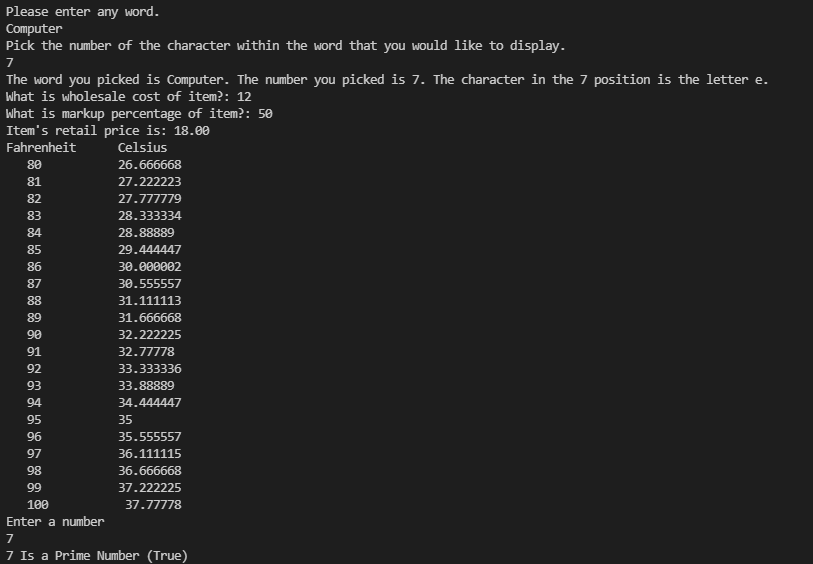 Please enter any word.
Computer
Pick the number of the character within the word that you would like to display.
7
The word you picked is Computer. The number you picked is 7. The character in the 7 position is the letter e.
What is wholesale cost of item?: 12
What is markup percentage of item?: 50
Item's retail price is: 18.00
Fahrenheit      Celsius
   80           26.666668
   81           27.222223
   82           27.777779
   83           28.333334
   84           28.88889
   85           29.444447
   86           30.000002
   87           30.555557
   88           31.111113
   89           31.666668
   90           32.222225
   91           32.77778
   92           33.333336
   93           33.88889
   94           34.444447
   95           35
   96           35.555557
   97           36.111115
   98           36.666668
   99           37.222225
   100           37.77778
Enter a number
7
7 Is a Prime Number (True)